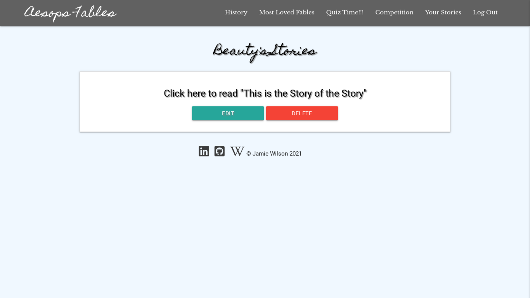 Aesops-Fables
History Most Loved Fables Quiz Time!!! Competition Your Stories Log Out
Beauty's Stories
Click here to read "This is the Story of the Story"
EDIT DELETE
W © Jamie Wilson 2021